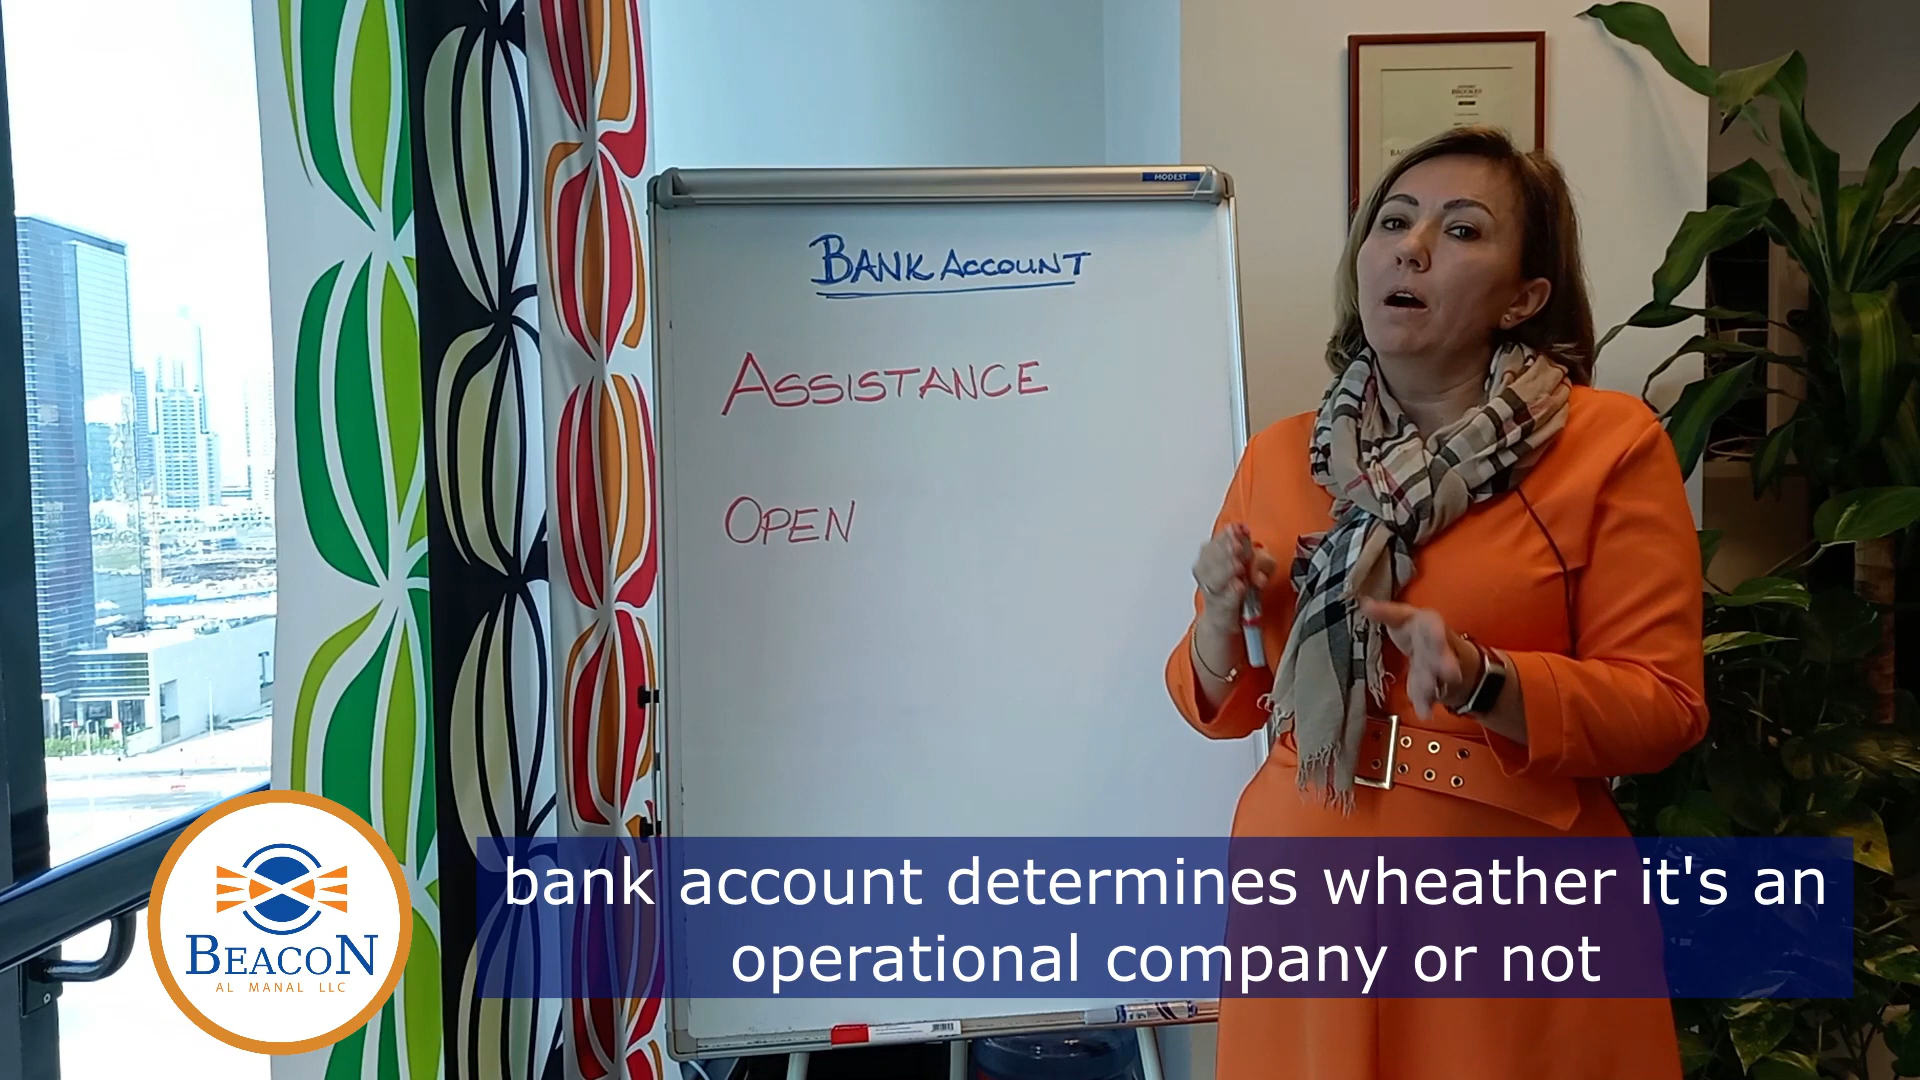 MODEST
BANK ACCOUNT
ASSISTANCE
OPEN
bank account determines wheather it's an
operational company or not
BEACON
AL MANAL LLC